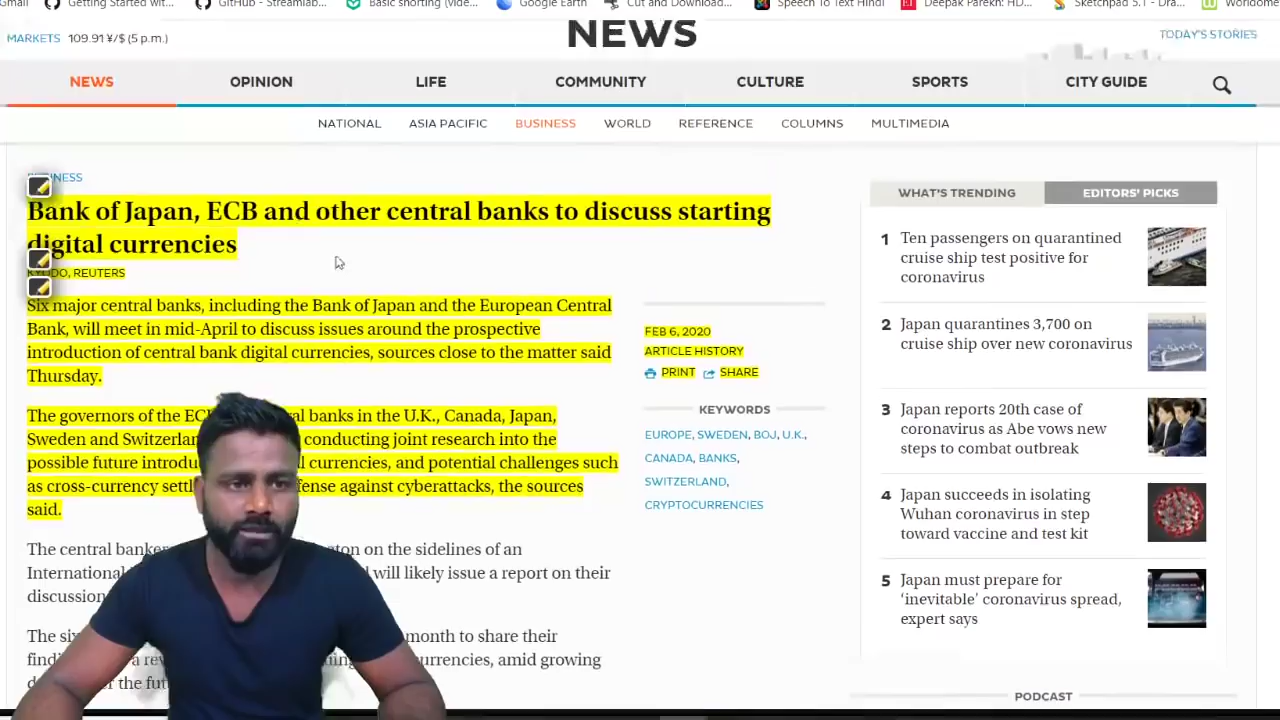 Gmail
Getting Started wit...
GitHub - Streamlab...
Basic shorting (vide...
Google Earth
Cut and Download...
Speech To Text Hindi
Deepak Parekh: HD...
Sketchpad 5.1 - Dra...
Worldome
MARKETS 109.91 ¥/$ (5 p.m.)
NEWS
TODAY'S STORIES
NEWS
OPINION
LIFE
COMMUNITY
CULTURE
SPORTS
CITY GUIDE
NATIONAL
ASIA PACIFIC
BUSINESS
WORLD
REFERENCE
COLUMNS
MULTIMEDIA
Bank of Japan, ECB and other central banks to discuss starting
digital currencies
REUTERS
Six major central banks, including the Bank of Japan and the European Central
Bank, will meet in mid-April to discuss issues around the prospective
introduction of central bank digital currencies, sources close to the matter said
Thursday.
The governors of the banks in the U.K., Canada, Japan,
Sweden and conducting joint research into the
possible future currencies, and potential challenges such
as cross-currency against cyberattacks, the sources
said.
The central on the sidelines of an
International will likely issue a report on their
The month to share their
a amid growing
the
FEB 6, 2020
ARTICLE HISTORY
PRINT SHARE
KEYWORDS
EUROPE, SWEDEN, BOJ, U.K.,
CANADA, BANKS,
SWITZERLAND,
CRYPTOCURRENCIES
WHAT'S TRENDING
EDITORS' PICKS
1 Ten passengers on quarantined
cruise ship test positive for
coronavirus
2 Japan quarantines 3,700 on
cruise ship over new coronavirus
3 Japan reports 20th case of
coronavirus as Abe vows new
steps to combat outbreak
4 Japan succeeds in isolating
Wuhan coronavirus in step
toward vaccine and test kit
5 Japan must prepare for
‘inevitable’ coronavirus spread,
expert says
PODCAST